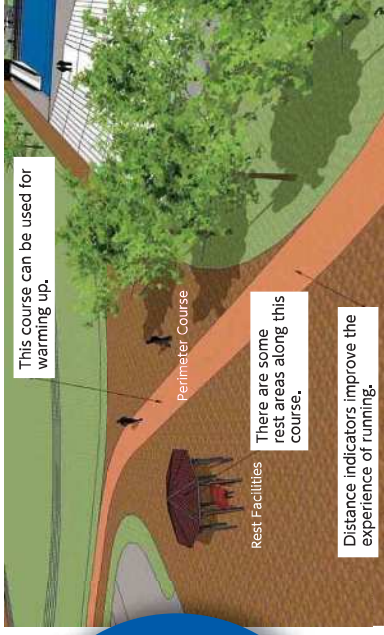 This course can be used for
warming up.
Perimeter Course
There are some
rest areas along this
course.
Rest Facilities
Distance indicators improve the
experience of running.